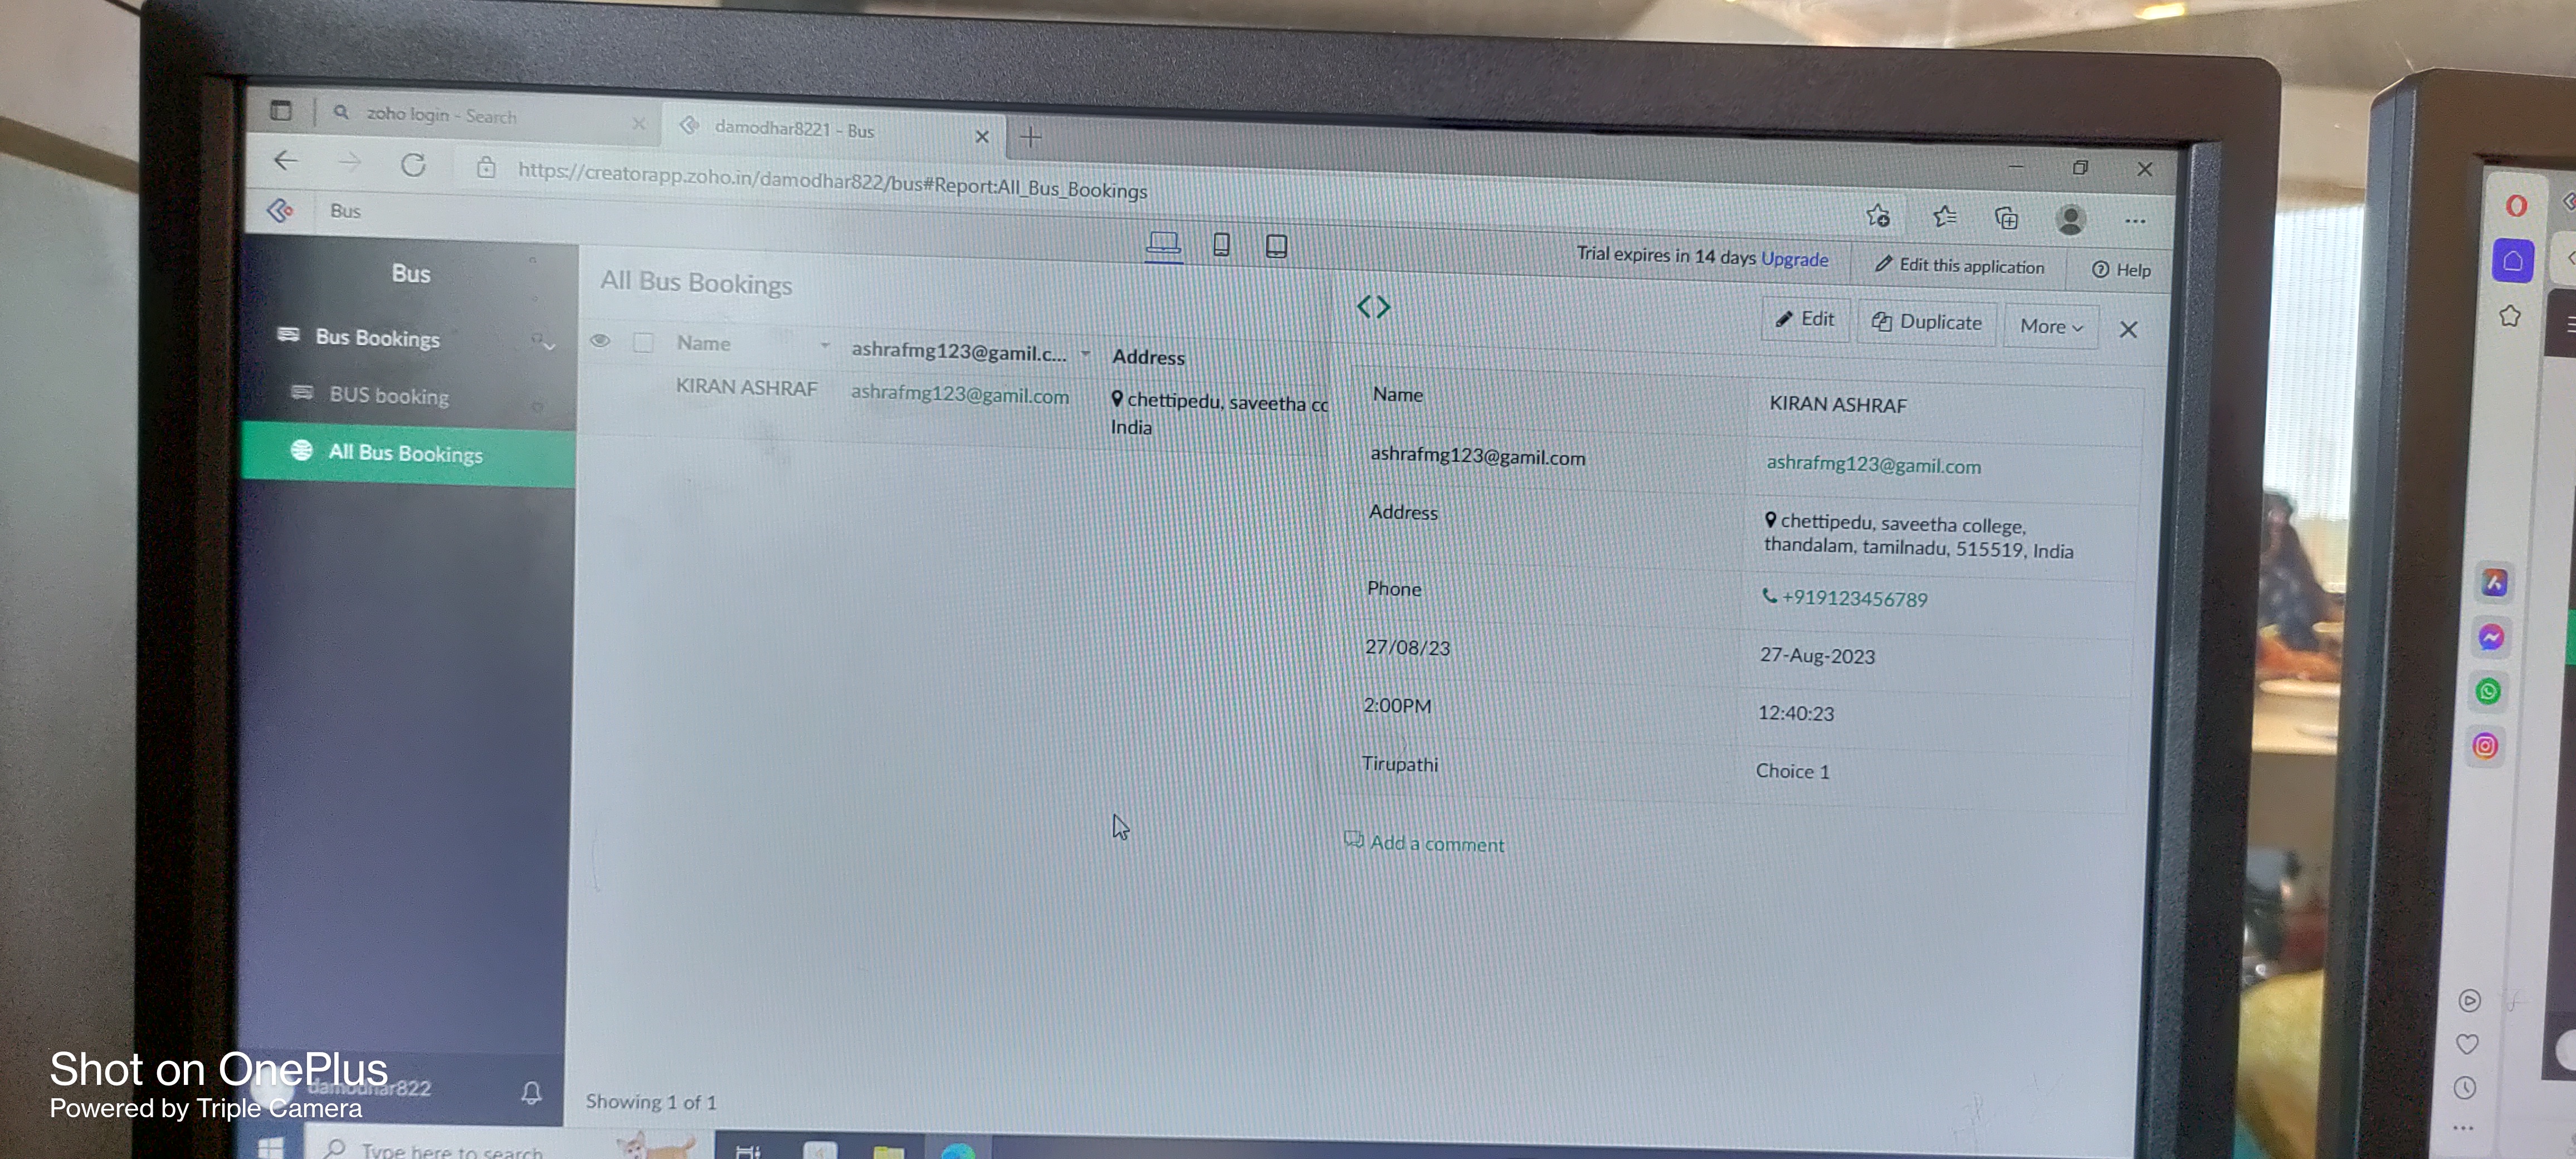 zoho login - Search
damodhar8221 - Bus
https://creatorapp.zoho.in/damodhar822/bus#Report:All_Bus_Bookings
Bus
Trial expires in 14 days Upgrade
Edit this application
Help
Bus
Bus Bookings
BUS booking
All Bus Bookings
All Bus Bookings
Name
ashrafmg123@gamil.c...
Address
KIRAN ASHRAF
ashrafmg123@gamil.com
chettipedu, saveetha cc
India
Edit
Duplicate
More
Name
KIRAN ASHRAF
ashrafmg123@gamil.com
ashrafmg123@gamil.com
Address
chettipedu, saveetha college,
thandalam, tamilnadu, 515519, India
Phone
+919123456789
27/08/23
27-Aug-2023
2:00PM
12:40:23
Tirupathi
Choice 1
Add a comment
Showing 1 of 1
damodhar822
Type here to search
Shot on OnePlus
Powered by Triple Camera